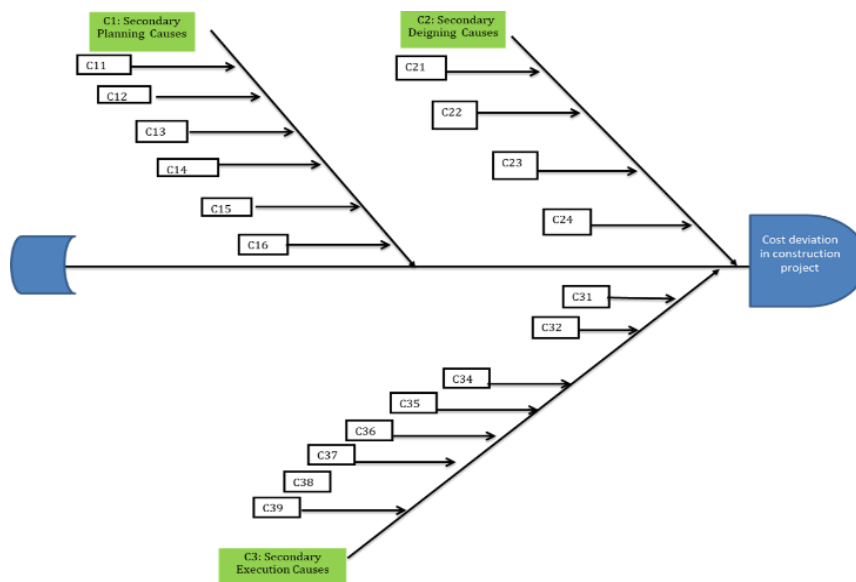 C1: Secondary
Planning Causes
C11
C12
C13
C14
C15
C16
C2: Secondary
Deigning Causes
C21
C22
C23
C24
Cost deviation
in construction
project
C31
C32
C34
C35
C36
C37
C38
C39
C3: Secondary
Execution Causes